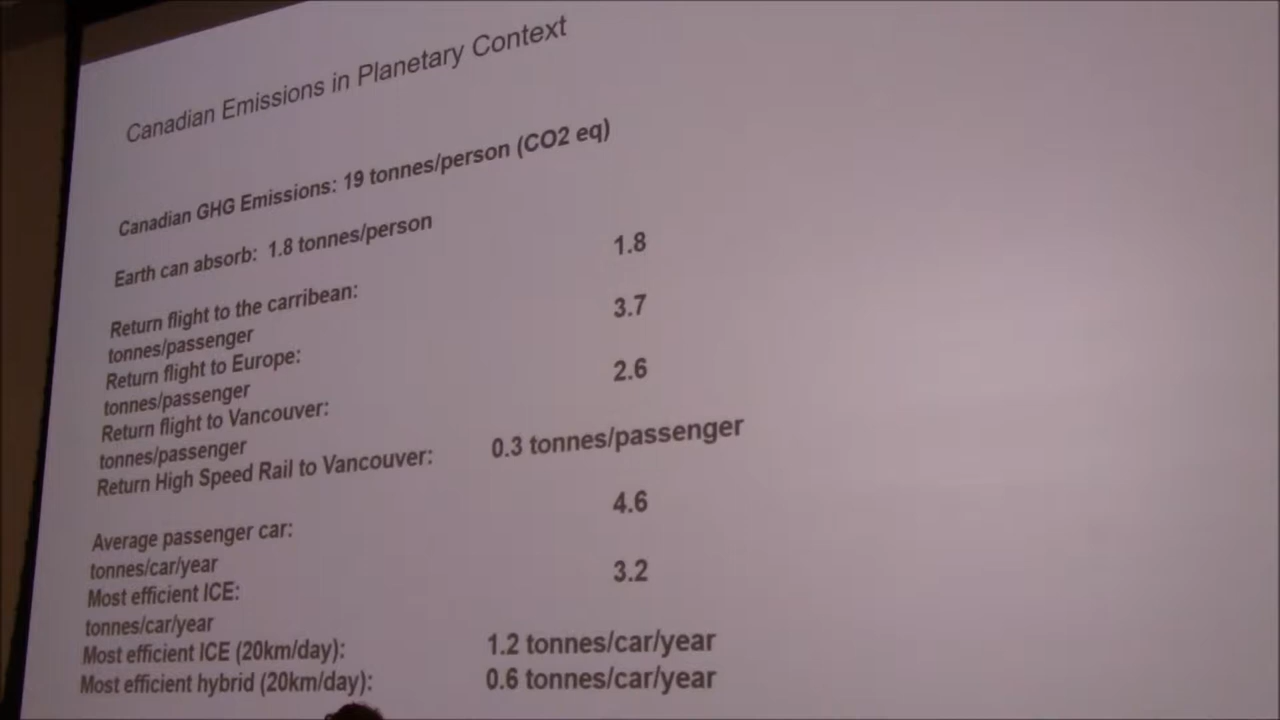 Canadian Emissions in Planetary Context
Canadian GHG Emissions: 19 tonnes/person (CO2 eq)
Earth can absorb: 1.8 tonnes/person
Return flight to the carribean: 1.8
tonnes/passenger
Return flight to Europe: 3.7
tonnes/passenger
Return flight to Vancouver: 2.6
tonnes/passenger
Return High Speed Rail to Vancouver: 0.3 tonnes/passenger
Average passenger car: 4.6
tonnes/car/year
Most efficient ICE: 3.2
tonnes/car/year
Most efficient ICE (20km/day): 1.2 tonnes/car/year
Most efficient hybrid (20km/day): 0.6 tonnes/car/year